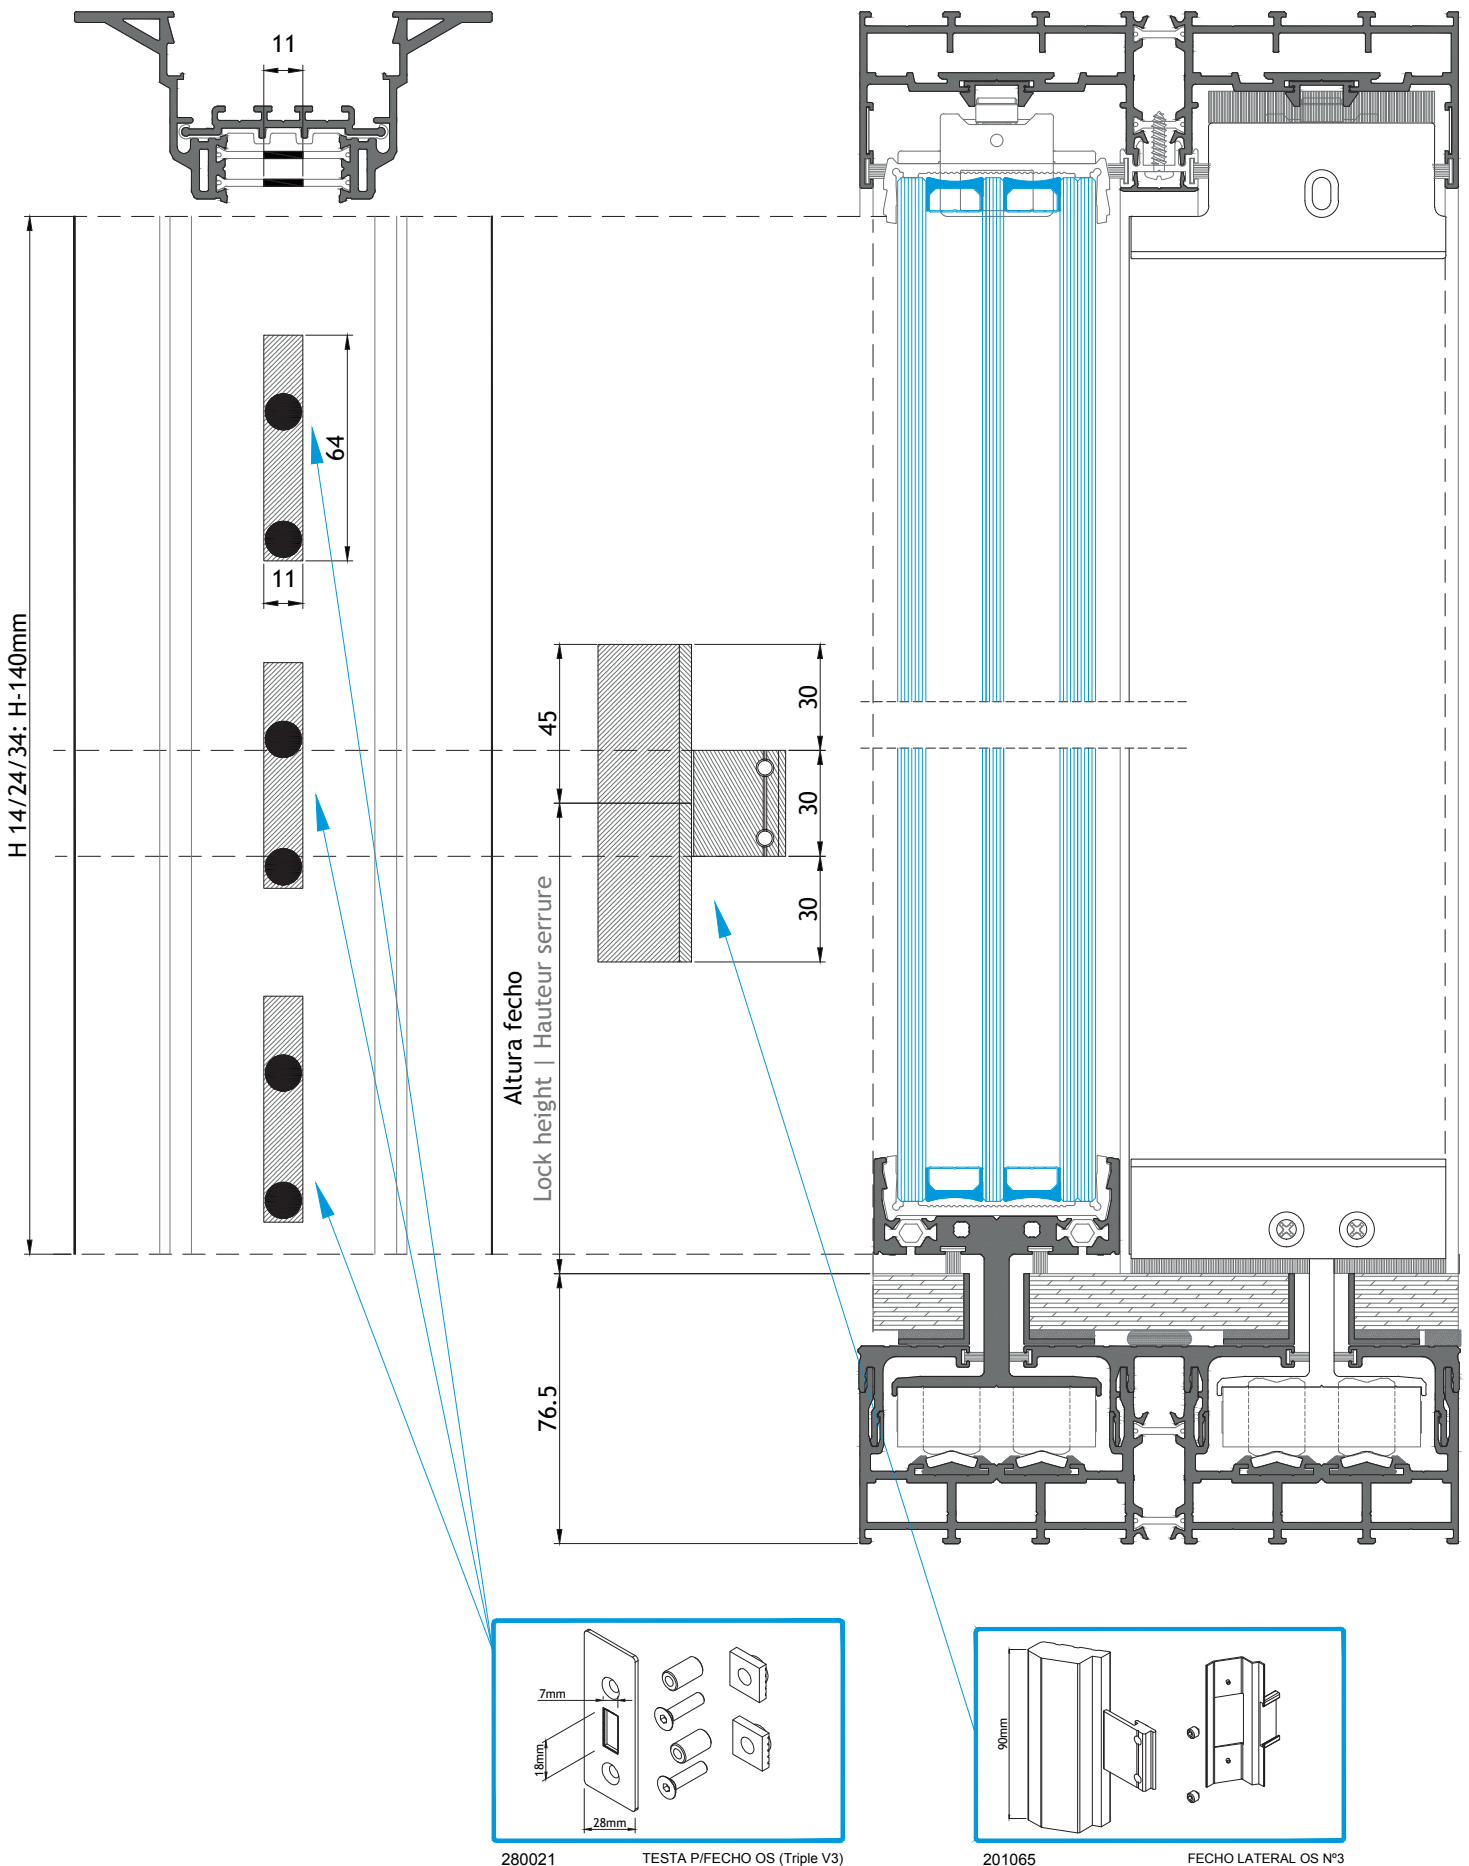 11
64
11
H 14/24/34: H-140mm
45
30
30
30
Altura fecho
Lock height | Hauteur serrure
76.5
7mm
18mm
28mm
90mm
280021 TESTA P/FECHO OS (Triple V3)
201065 FECHO LATERAL OS Nº3